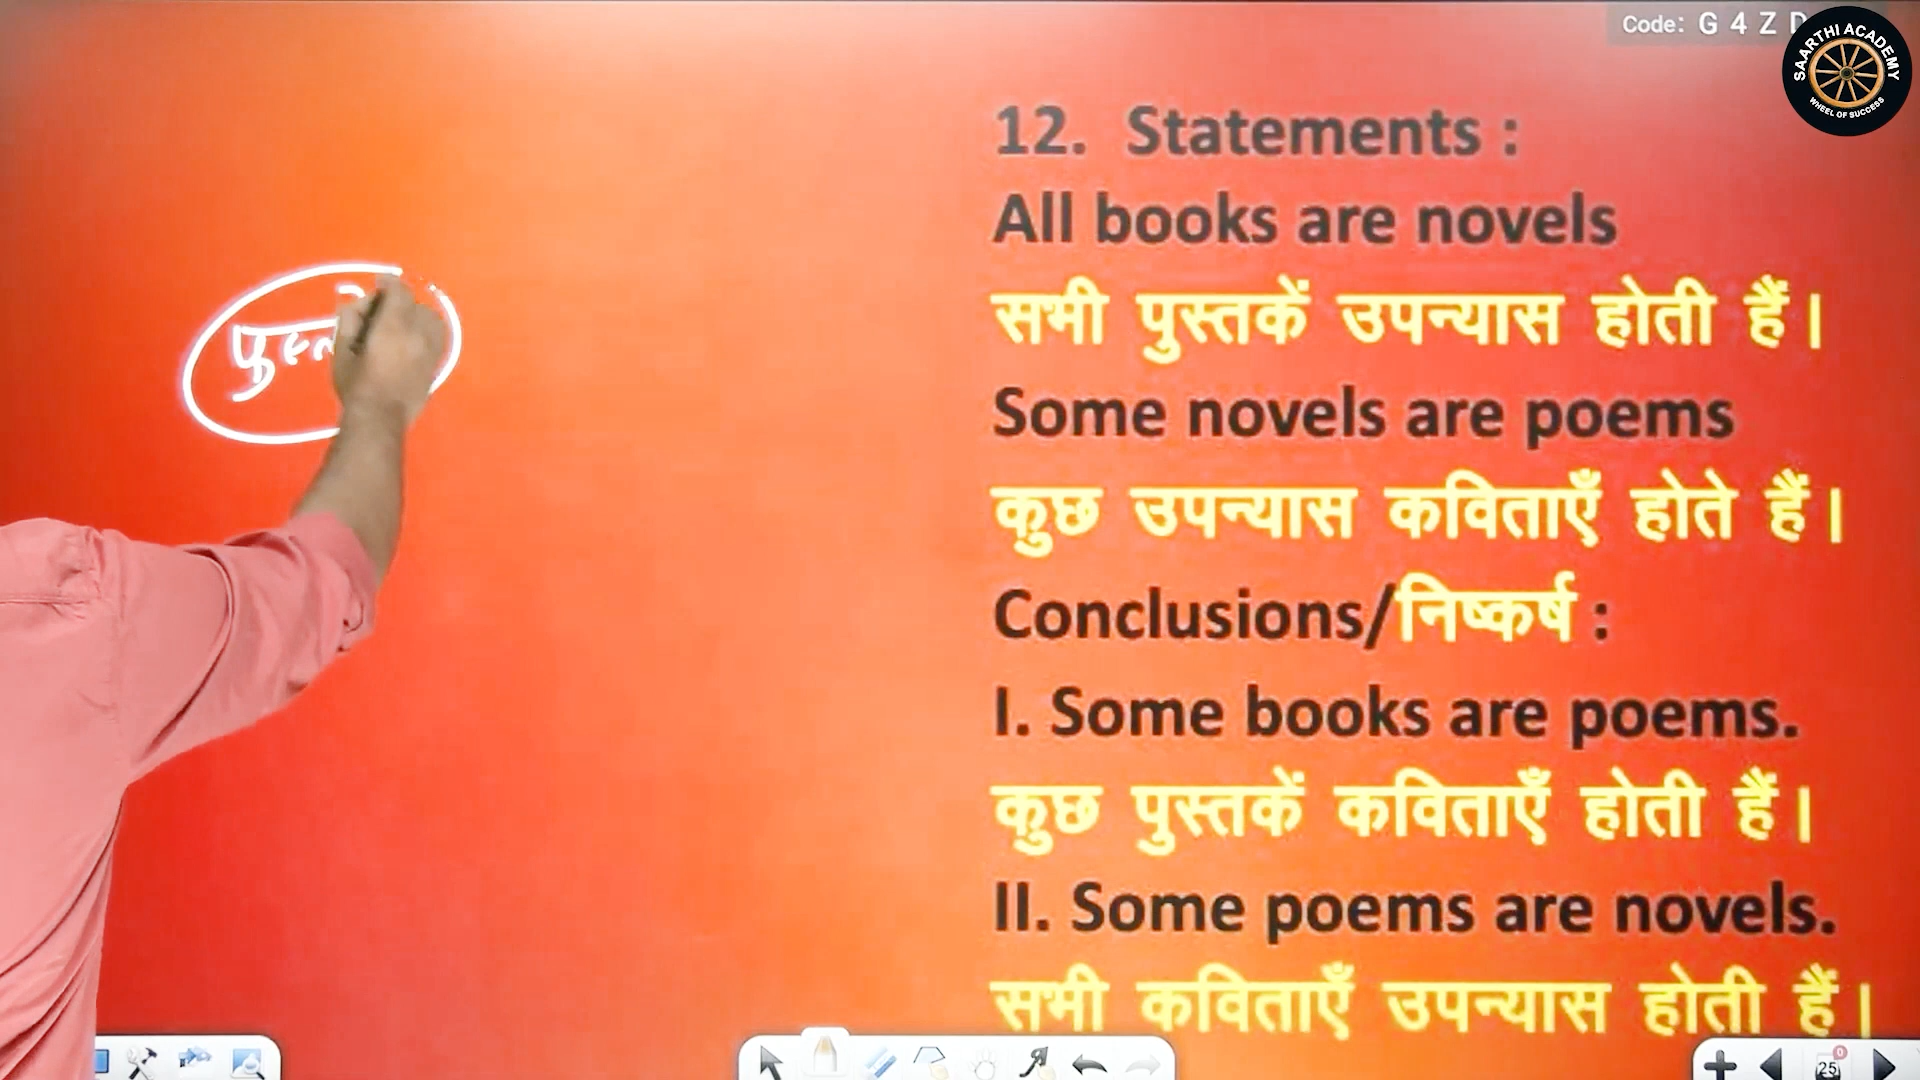 Code: G 4 Z
SAARTHI ACADEMY
WHEEL OF SUCCESS
12. Statements :
All books are novels
सभी पुस्तकें उपन्यास होती हैं।
Some novels are poems
कुछ उपन्यास कविताएँ होते हैं।
Conclusions/निष्कर्ष :
I. Some books are poems.
कुछ पुस्तकें कविताएँ होती हैं।
II. Some poems are novels.
सभी कविताएँ उपन्यास होती हैं।
25
0